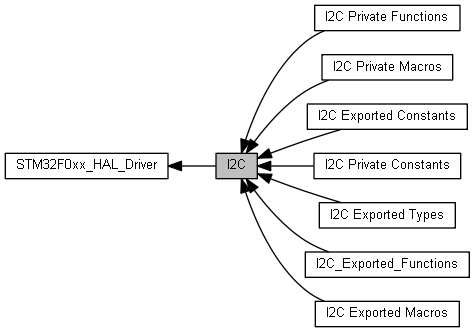 I2C Private Functions
I2C Private Macros
I2C Exported Constants
STM32F0xx_HAL_Driver
I2C
I2C Private Constants
I2C Exported Types
I2C_Exported_Functions
I2C Exported Macros